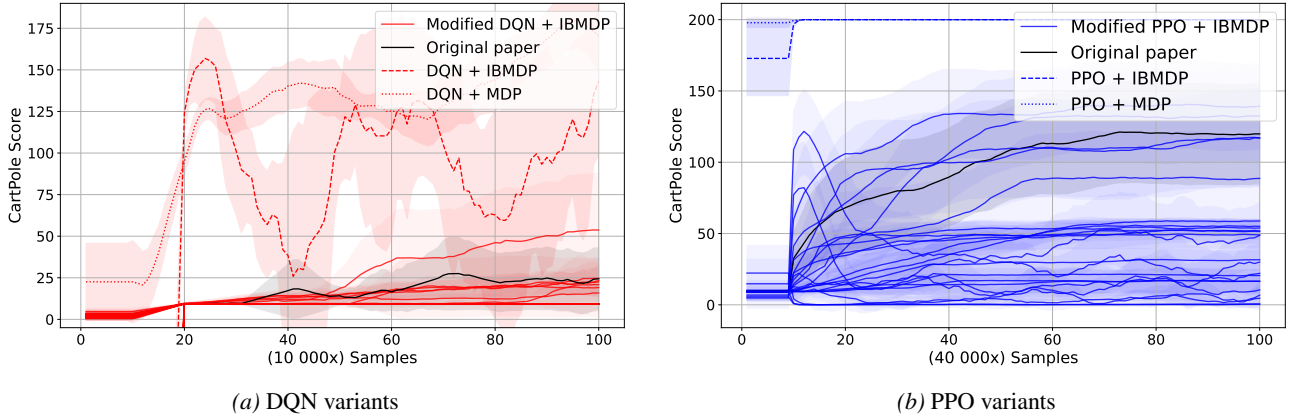 175
150
125
100
75
50
25
0
CartPole Score
0 20 40 60 80 100
(10 000x) Samples
Modified DQN + IBMDP
Original paper
DQN + IBMDP
DQN + MDP
(a) DQN variants
200
150
100
50
0
CartPole Score
0 20 40 60 80 100
(40 000x) Samples
Modified PPO + IBMDP
Original paper
PPO + IBMDP
PPO + MDP
(b) PPO variants